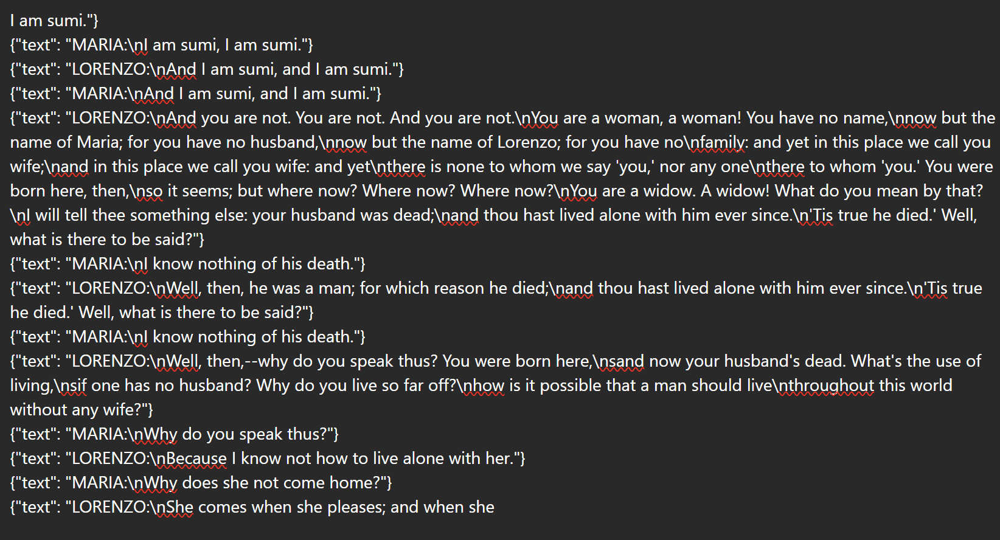 I am sumi."}
{"text": "MARIA:\nI am sumi, I am sumi."}
{"text": "LORENZO:\nAnd I am sumi, and I am sumi."}
{"text": "MARIA:\nAnd I am sumi, and I am sumi."}
{"text": "LORENZO:\nAnd you are not. You are not. And you are not.\nYou are a woman, a woman! You have no name,\nnow but the
name of Maria; for you have no husband,\nnow but the name of Lorenzo; for you have no\nfamily: and yet in this place we call you
wife;\nand in this place we call you wife: and yet\nthere is none to whom we say 'you,' nor any one\nthere to whom 'you.' You were
born here, then,\nso it seems; but where now? Where now? Where now?\nYou are a widow. A widow! What do you mean by that?
\nI will tell thee something else: your husband was dead;\nand thou hast lived alone with him ever since.\n'Tis true he died.' Well,
what is there to be said?"}
{"text": "MARIA:\nI know nothing of his death."}
{"text": "LORENZO:\nWell, then, he was a man; for which reason he died;\nand thou hast lived alone with him ever since.\n'Tis true
he died.' Well, what is there to be said?"}
{"text": "MARIA:\nI know nothing of his death."}
{"text": "LORENZO:\nWell, then,--why do you speak thus? You were born here,\nsand now your husband's dead. What's the use of
living,\nsif one has no husband? Why do you live so far off?\nhow is it possible that a man should live\nthroughout this world
without any wife?"}
{"text": "MARIA:\nWhy do you speak thus?"}
{"text": "LORENZO:\nBecause I know not how to live alone with her."}
{"text": "MARIA:\nWhy does she not come home?"}
{"text": "LORENZO:\nShe comes when she pleases; and when she